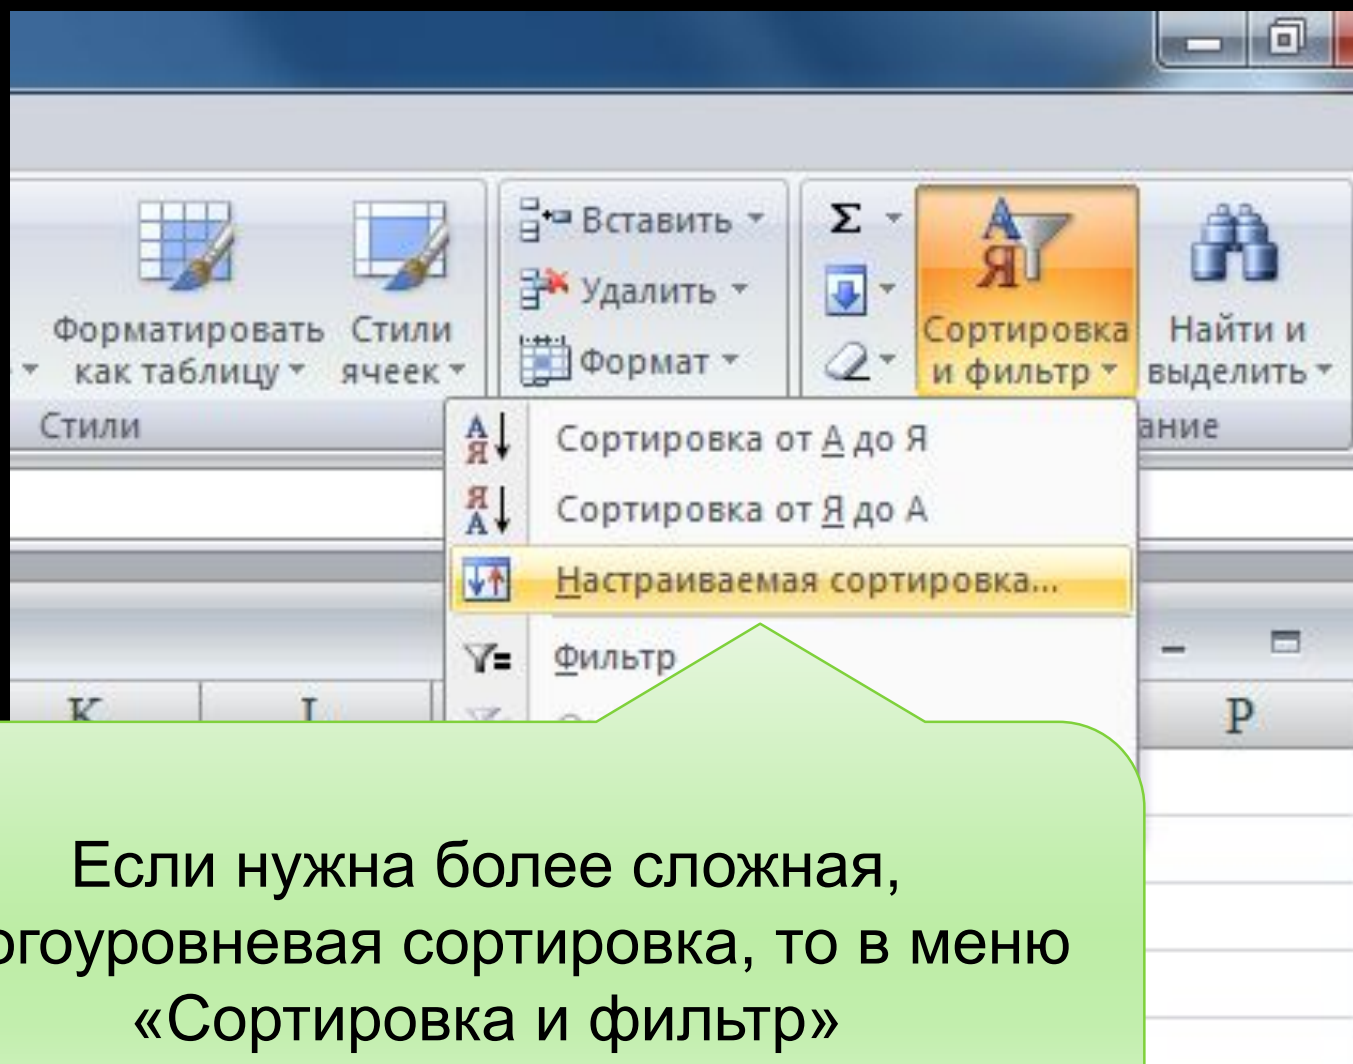 Вставить
Удалить
Формат
Σ
А
Я
Форматировать
как таблицу
Стили
ячеек
Сортировка
и фильтр
Найти и
выделить
Стили
ание
Сортировка от А до Я
Сортировка от Я до А
Настраиваемая сортировка...
Фильтр
K
L
P
Если нужна более сложная,
огоуровневая сортировка, то в меню
«Сортировка и фильтр»